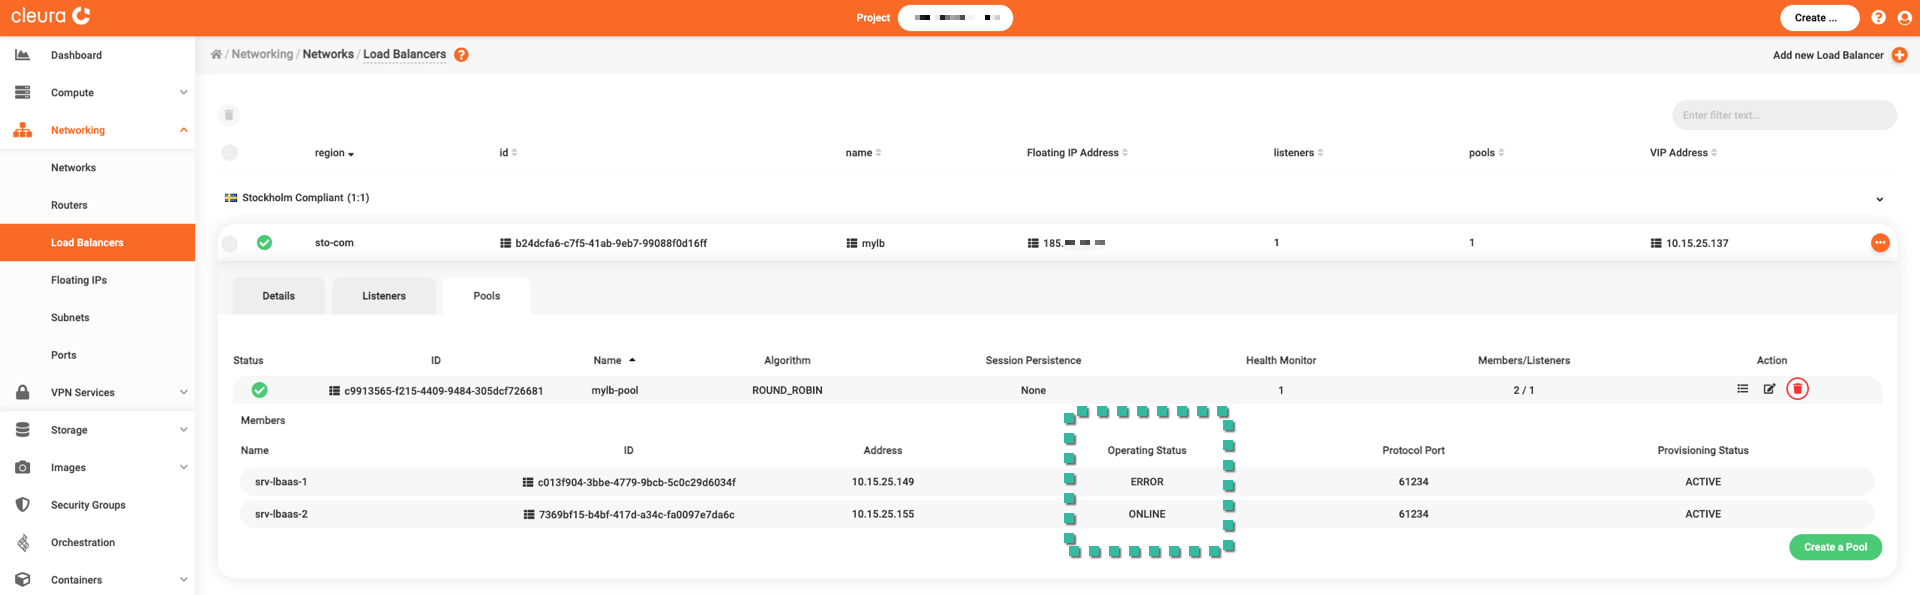 cleura
Project
Create ...
Dashboard
Compute
Networking
Networks
Routers
Load Balancers
Floating IPs
Subnets
Ports
VPN Services
Storage
Images
Security Groups
Orchestration
Containers
/ Networking / Networks / Load Balancers
Add new Load Balancer
Enter filter text...
region id name Floating IP Address listeners pools VIP Address
Stockholm Compliant (1:1)
sto-com b24dcfa6-c7f5-41ab-9eb7-99088f0d16ff mylb 185. 1 1 10.15.25.137
Details Listeners Pools
Status ID Name Algorithm Session Persistence Health Monitor Members/Listeners Action
c9913565-f215-4409-9484-305dcf726681 mylb-pool ROUND_ROBIN None 1 2 / 1
Members
Name ID Address Operating Status Protocol Port Provisioning Status
srv-lbaas-1 c013f904-3bbe-4779-9bcb-5c0c29d6034f 10.15.25.149 ERROR 61234 ACTIVE
srv-lbaas-2 7369bf15-b4bf-417d-a34c-fa0097e7da6c 10.15.25.155 ONLINE 61234 ACTIVE
Create a Pool